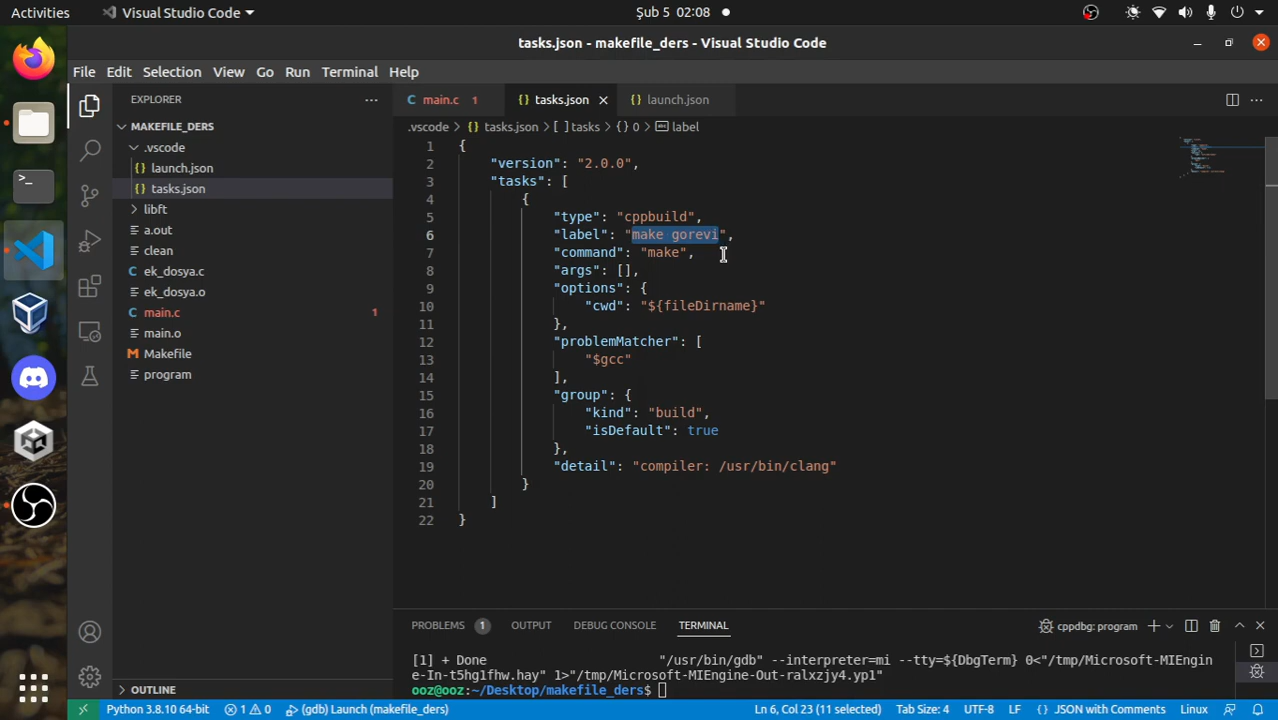 Activities
Visual Studio Code
Şub 5 02:08
tasks.json - makefile_ders - Visual Studio Code
File Edit Selection View Go Run Terminal Help
EXPLORER
MAKEFILE_DERS
.vscode
launch.json
tasks.json
libft
a.out
clean
ek_dosya.c
ek_dosya.o
main.c 1
main.o
Makefile
program
OUTLINE
main.c 1 tasks.json launch.json
.vscode > tasks.json > [ ] tasks > {} 0 > label
1 {
2 "version": "2.0.0",
3 "tasks": [
4 {
5 "type": "cppbuild",
6 "label": "make gorevi",
7 "command": "make",
8 "args": [],
9 "options": {
10 "cwd": "${fileDirname}"
11 },
12 "problemMatcher": [
13 "$gcc"
14 ],
15 "group": {
16 "kind": "build",
17 "isDefault": true
18 },
19 "detail": "compiler: /usr/bin/clang"
20 }
21 ]
22 }
PROBLEMS 1 OUTPUT DEBUG CONSOLE TERMINAL cppdbg: program
[1] + Done "/usr/bin/gdb" --interpreter=mi --tty=${DbgTerm} 0<"/tmp/Microsoft-MIEngin
e-In-t5hg1fhw.hay" 1>"/tmp/Microsoft-MIEngine-Out-ralxzjy4.yp1"
ooz@ooz:~/Desktop/makefile_ders$
Python 3.8.10 64-bit 1 0 (gdb) Launch (makefile_ders) Ln 6, Col 23 (11 selected) Tab Size: 4 UTF-8 LF {} JSON with Comments Linux